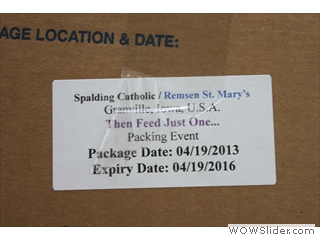 AGE LOCATION & DATE:
Spalding Catholic / Remsen St. Mary's
Granville, Iowa, U.S.A.
Then Feed Just One...
Packing Event
Package Date: 04/19/2013
Expiry Date: 04/19/2016
WOWSlider.com